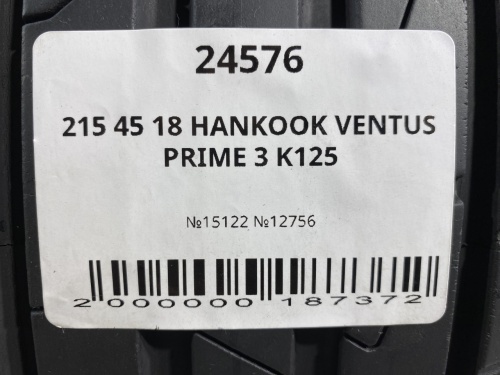 24576
215 45 18 HANKOOK VENTUS
PRIME 3 K125
№15122 №12756
2 000000 187372